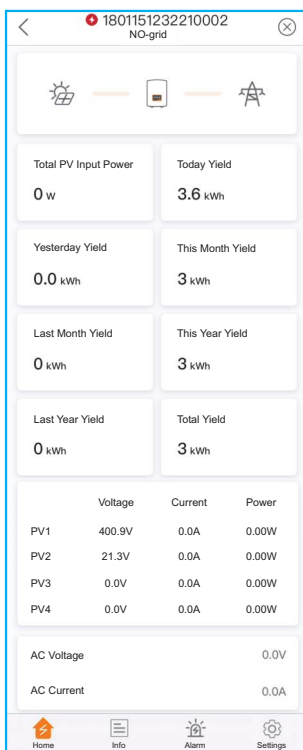 1801151232210002
NO-grid
Total PV Input Power
0 W
Today Yield
3.6 kWh
Yesterday Yield
0.0 kWh
This Month Yield
3 kWh
Last Month Yield
0 kWh
This Year Yield
3 kWh
Last Year Yield
0 kWh
Total Yield
3 kWh
Voltage Current Power
PV1 400.9V 0.0A 0.00W
PV2 21.3V 0.0A 0.00W
PV3 0.0V 0.0A 0.00W
PV4 0.0V 0.0A 0.00W
AC Voltage 0.0V
AC Current 0.0A
Home Info Alarm Settings